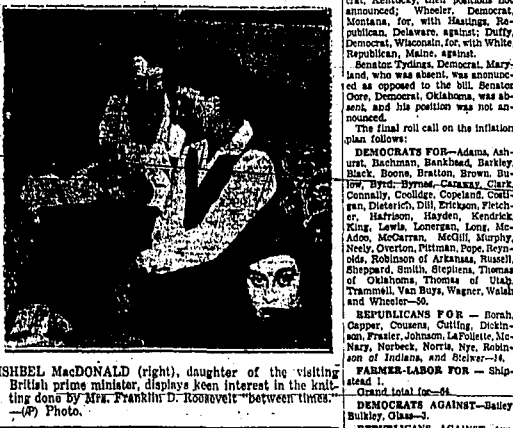 ISHBEL MacDONALD (right), daughter of the visiting
British prime minister, displays keen interest in the knit-
ting done by Mrs. Franklin D. Roosevelt "between times."
—(AP) Photo.
crat, Kentucky, their positions not
announced; Wheeler, Democrat,
Montana, for, with Hastings, Re-
publican, Delaware, against; Duffy,
Democrat, Wisconsin, for, with White,
Republican, Maine, against.
Senator Tydings, Democrat, Mary-
land, who was absent, was anounc-
ed as opposed to the bill. Senator
Gore, Democrat, Oklahoma, was ab-
sent, and his position was not an-
nounced.
The final roll call on the inflation
plan follows:
DEMOCRATS FOR—Adams, Ash-
urst, Bachman, Bankhead, Barkley,
Black, Boone, Bratton, Brown, Bu-
low, Byrd, Byrnes, Caraway, Clark,
Connally, Coolidge, Copeland, Costi-
gan, Dieterich, Dill, Erickson, Fletch-
er, Harrison, Hayden, Kendrick,
King, Lewis, Lonergan, Long, Mc-
Adoo, McCarran, McGill, Murphy,
Neely, Overton, Pittman, Pope, Reyn-
olds, Robinson of Arkansas, Russell,
Sheppard, Smith, Stephens, Thomas
of Oklahoma, Thomas of Utah,
Trammell, Van Nuys, Wagner, Walsh
and Wheeler—50.
REPUBLICANS FOR — Borah,
Capper, Couzens, Cutting, Dickin-
son, Frazier, Johnson, LaFollette, Mc-
Nary, Norbeck, Norris, Nye, Robin-
son of Indiana, and Steiwer—14.
FARMER-LABOR FOR — Ship-
stead 1.
Grand total for—64.
DEMOCRATS AGAINST—Bailey
Bulkley, Glass—3.
REPUBLICANS AGAINST